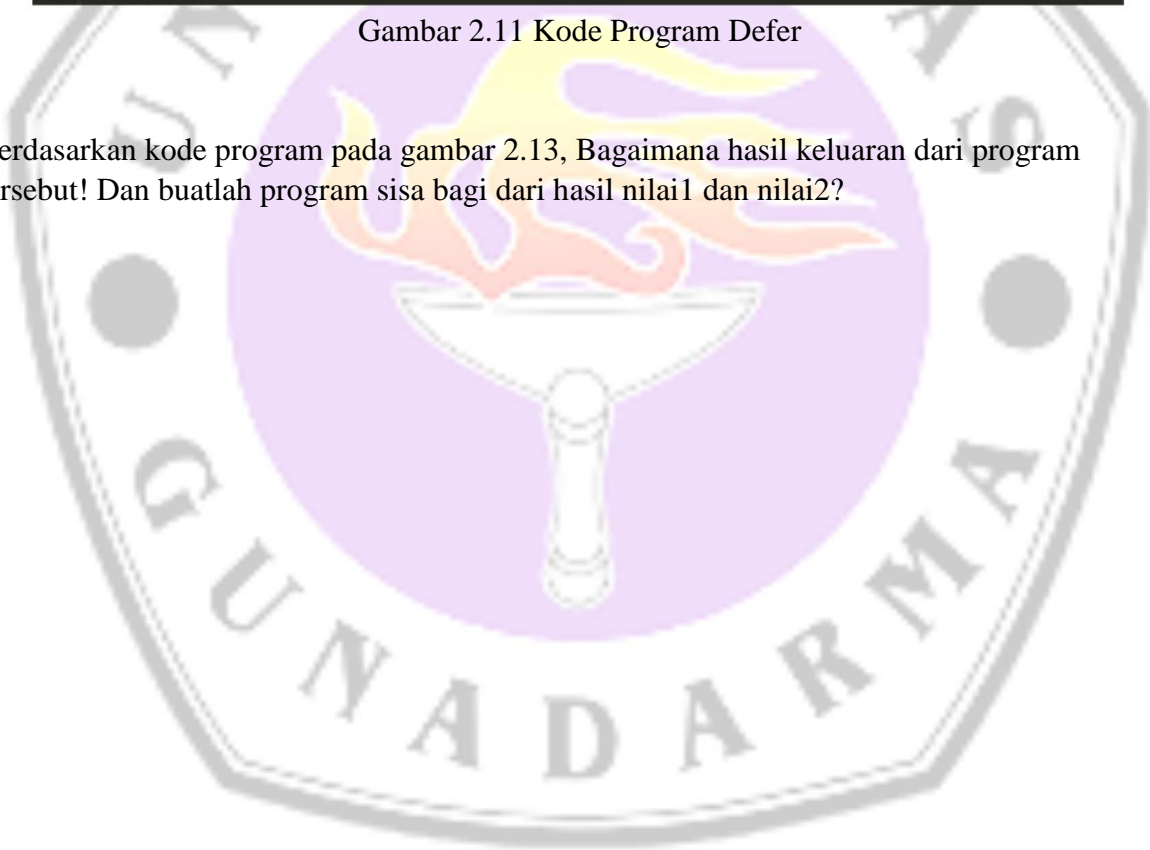 Gambar 2.11 Kode Program Defer
erdasarkan kode program pada gambar 2.13, Bagaimana hasil keluaran dari program
rsebut! Dan buatlah program sisa bagi dari hasil nilai1 dan nilai2?
GUNADARMA